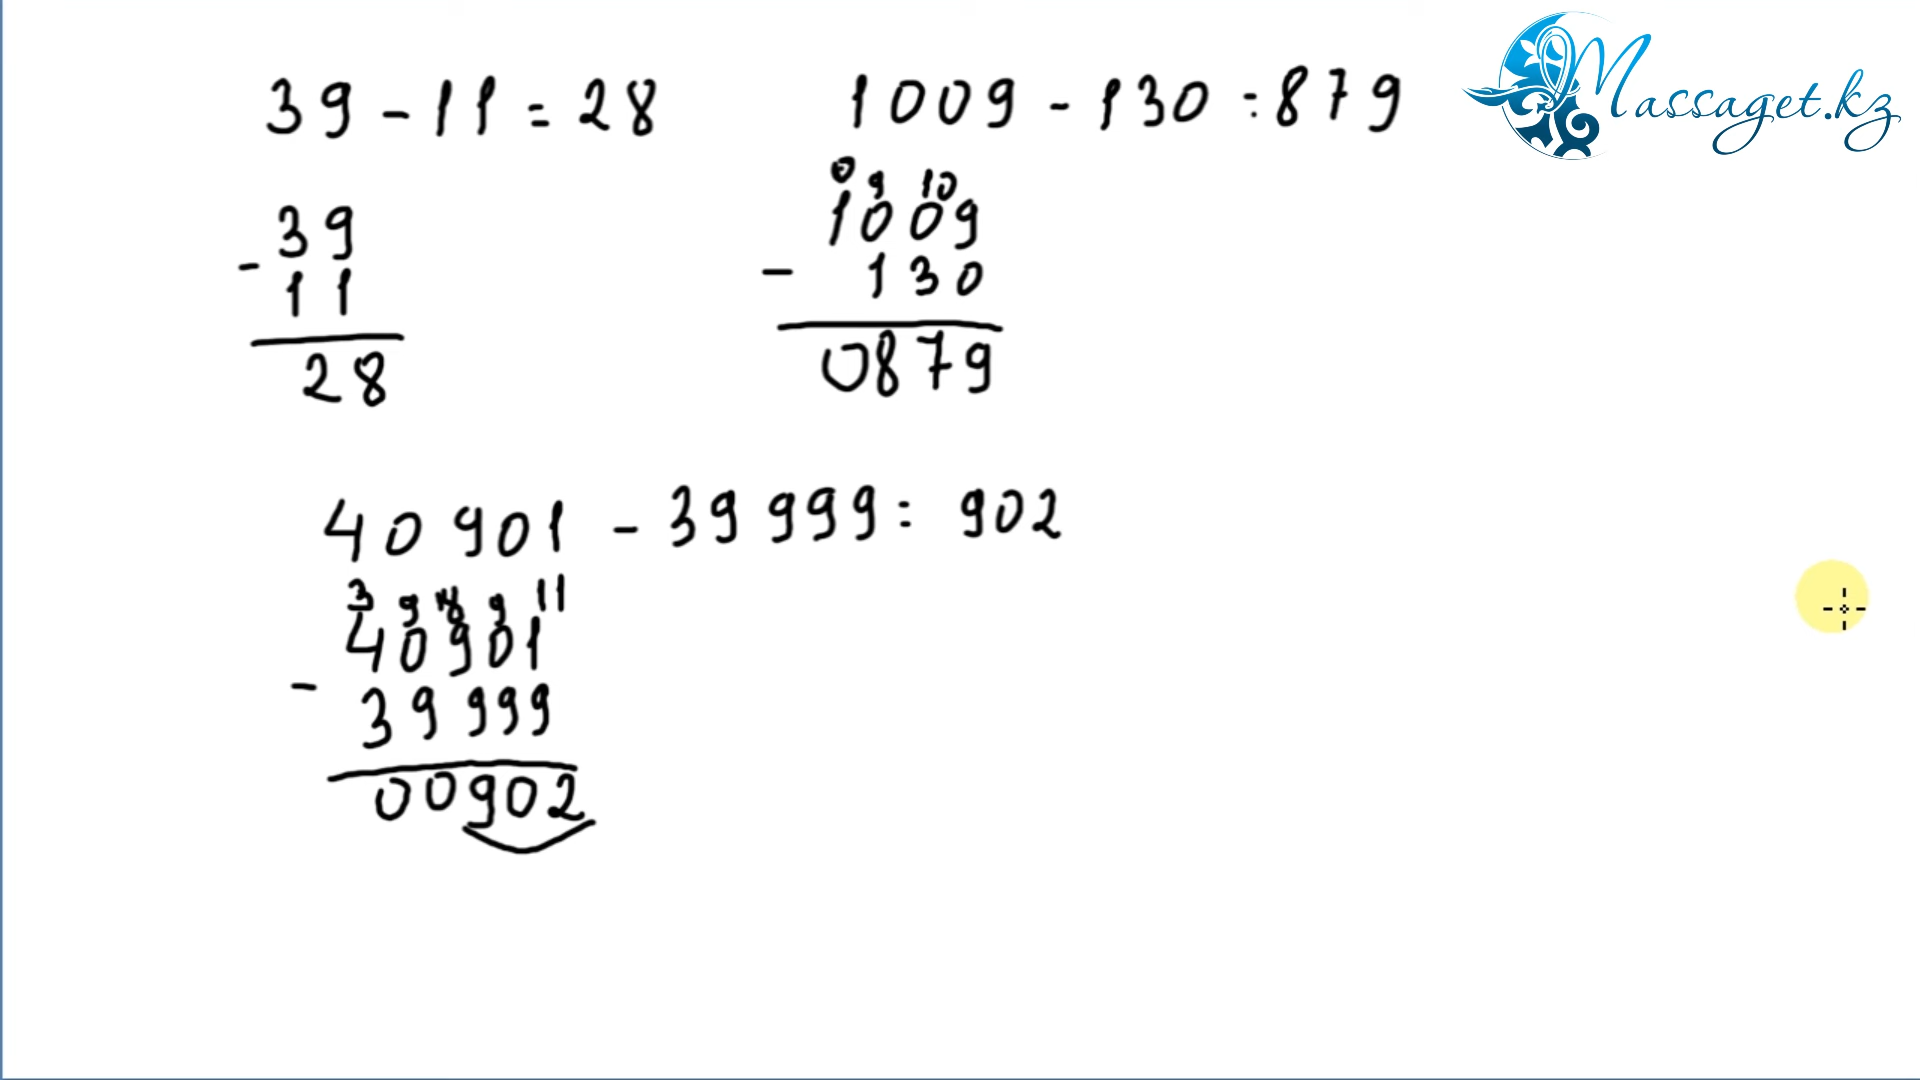 39 - 11 = 28
1009 - 130 = 879
Massaget.kz
39
- 11
28
0 9 10
1009
- 130
0879
40901 - 39999 = 902
3 9 18 9 11
40901
- 39999
00902